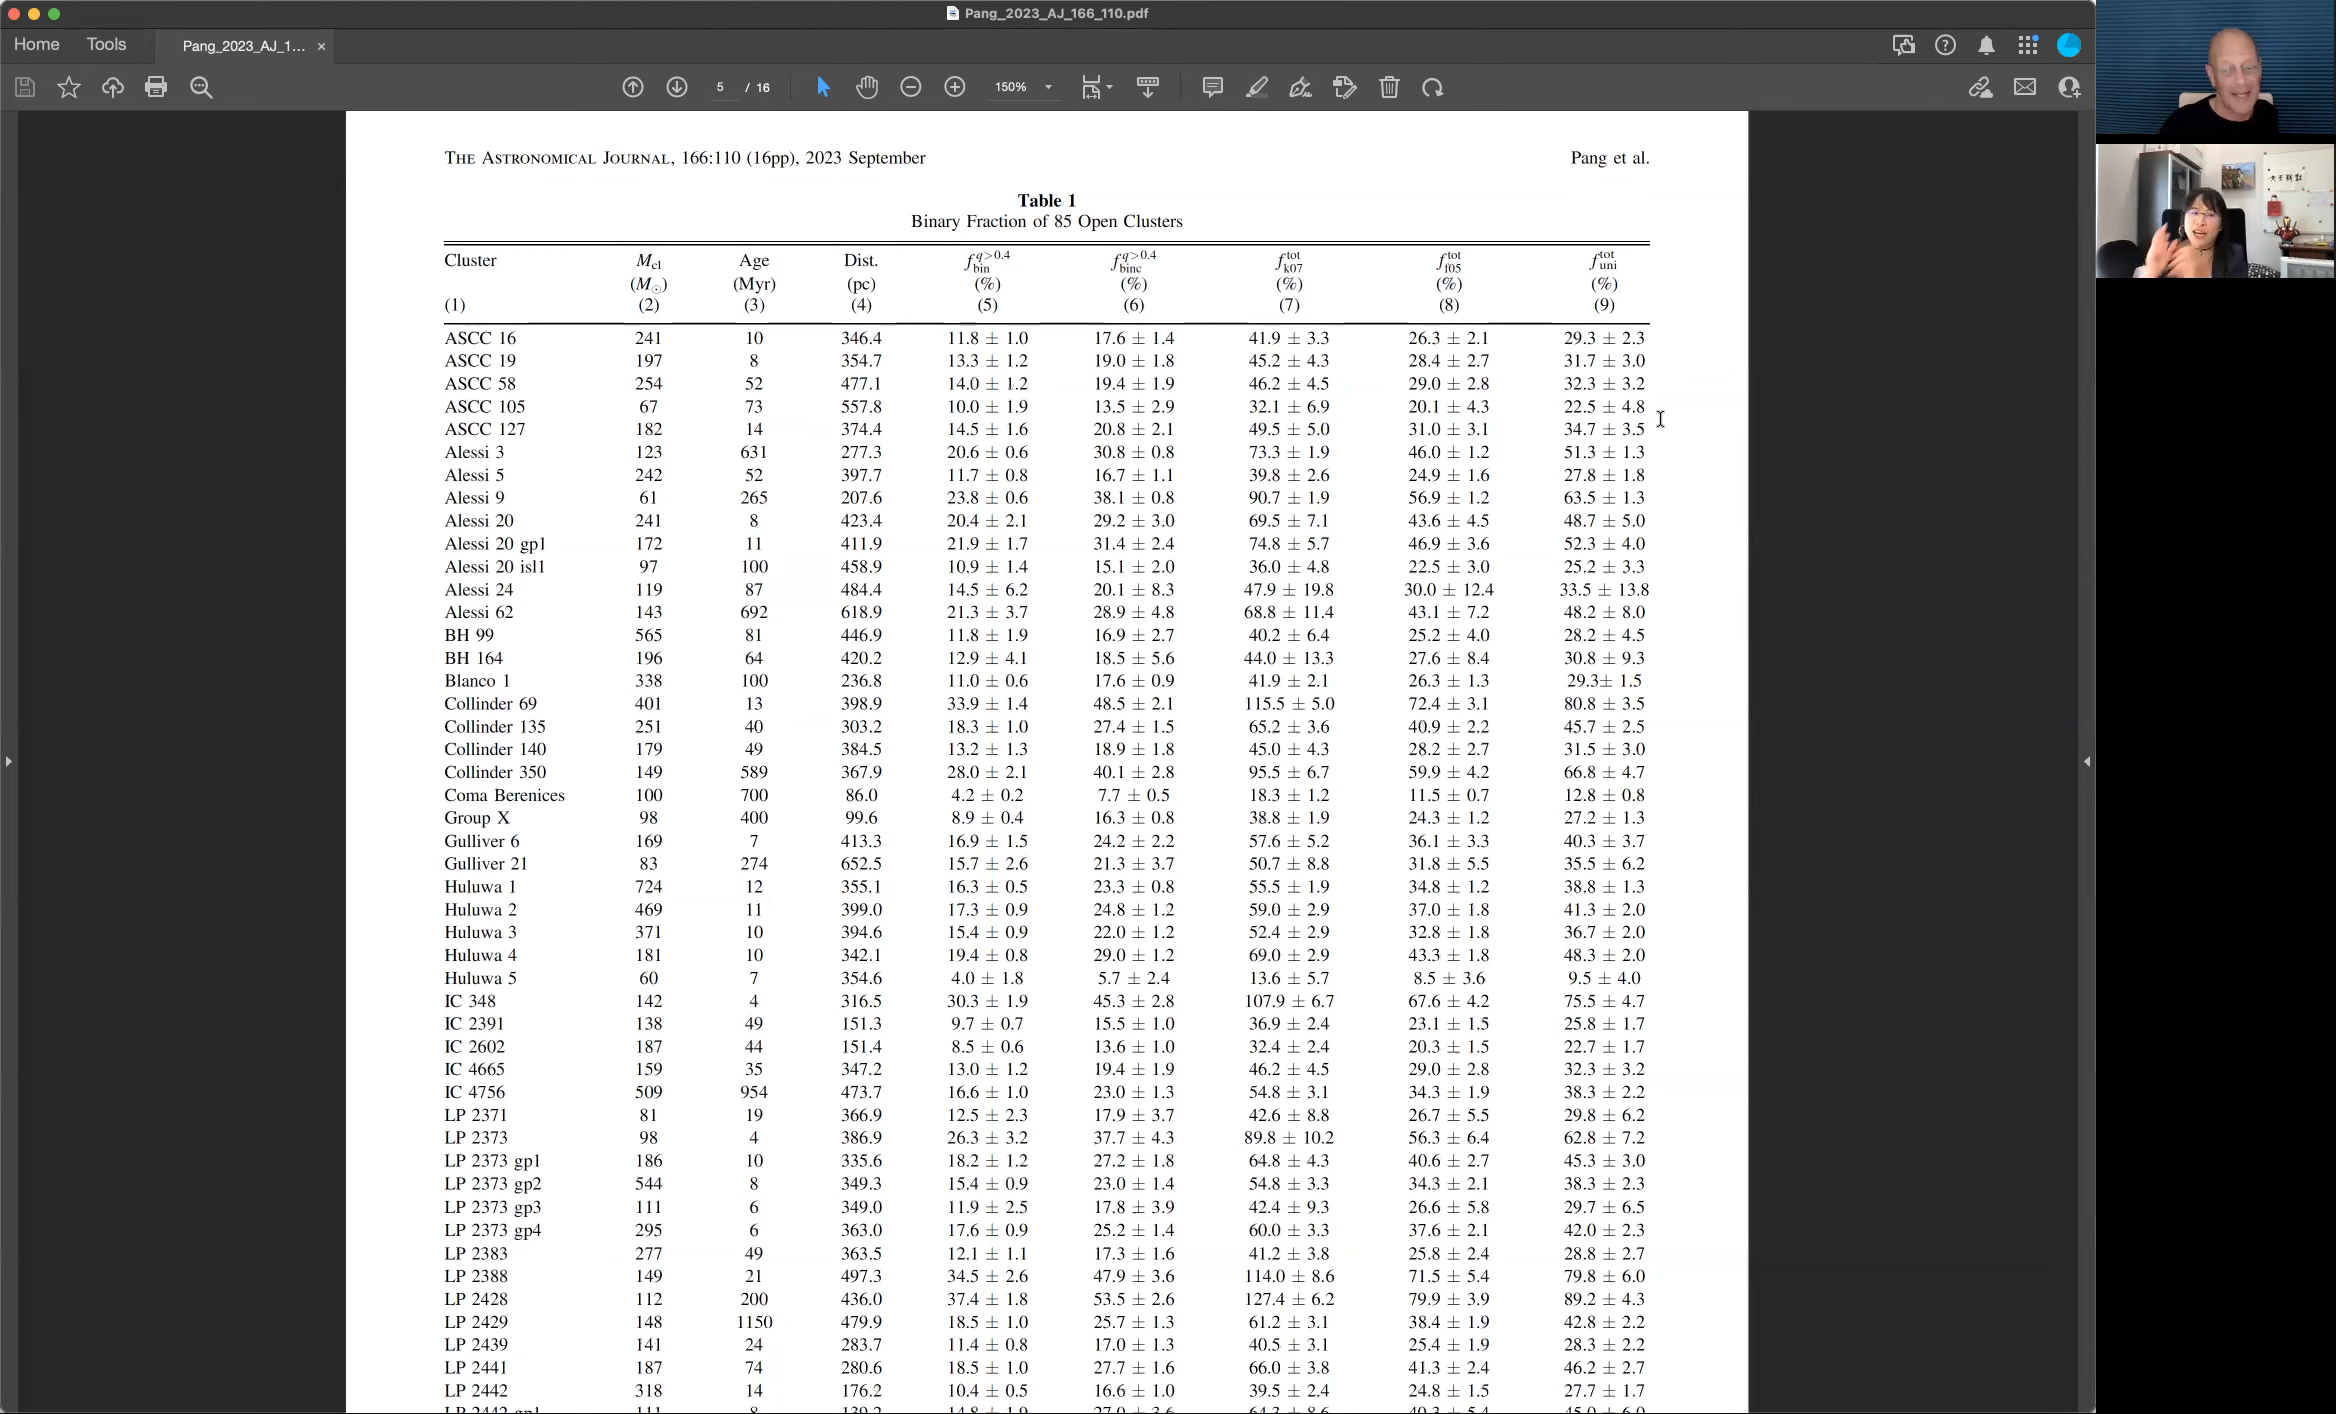 Pang_2023_AJ_166_110.pdf
Home Tools Pang_2023_AJ_1... ×
5 / 16 150%
THE ASTRONOMICAL JOURNAL, 166:110 (16pp), 2023 September Pang et al.
Table 1
Binary Fraction of 85 Open Clusters
Cluster M_cl Age Dist. f_bin^q>0.4 f_binc^q>0.4 f_k07^tot f_f05^tot f_uni^tot
(M☉) (Myr) (pc) (%) (%) (%) (%) (%)
(1) (2) (3) (4) (5) (6) (7) (8) (9)
ASCC 16 241 10 346.4 11.8 ± 1.0 17.6 ± 1.4 41.9 ± 3.3 26.3 ± 2.1 29.3 ± 2.3
ASCC 19 197 8 354.7 13.3 ± 1.2 19.0 ± 1.8 45.2 ± 4.3 28.4 ± 2.7 31.7 ± 3.0
ASCC 58 254 52 477.1 14.0 ± 1.2 19.4 ± 1.9 46.2 ± 4.5 29.0 ± 2.8 32.3 ± 3.2
ASCC 105 67 73 557.8 10.0 ± 1.9 13.5 ± 2.9 32.1 ± 6.9 20.1 ± 4.3 22.5 ± 4.8
ASCC 127 182 14 374.4 14.5 ± 1.6 20.8 ± 2.1 49.5 ± 5.0 31.0 ± 3.1 34.7 ± 3.5
Alessi 3 123 631 277.3 20.6 ± 0.6 30.8 ± 0.8 73.3 ± 1.9 46.0 ± 1.2 51.3 ± 1.3
Alessi 5 242 52 397.7 11.7 ± 0.8 16.7 ± 1.1 39.8 ± 2.6 24.9 ± 1.6 27.8 ± 1.8
Alessi 9 61 265 207.6 23.8 ± 0.6 38.1 ± 0.8 90.7 ± 1.9 56.9 ± 1.2 63.5 ± 1.3
Alessi 20 241 8 423.4 20.4 ± 2.1 29.2 ± 3.0 69.5 ± 7.1 43.6 ± 4.5 48.7 ± 5.0
Alessi 20 gp1 172 11 411.9 21.9 ± 1.7 31.4 ± 2.4 74.8 ± 5.7 46.9 ± 3.6 52.3 ± 4.0
Alessi 20 isl1 97 100 458.9 10.9 ± 1.4 15.1 ± 2.0 36.0 ± 4.8 22.5 ± 3.0 25.2 ± 3.3
Alessi 24 119 87 484.4 14.5 ± 6.2 20.1 ± 8.3 47.9 ± 19.8 30.0 ± 12.4 33.5 ± 13.8
Alessi 62 143 692 618.9 21.3 ± 3.7 28.9 ± 4.8 68.8 ± 11.4 43.1 ± 7.2 48.2 ± 8.0
BH 99 565 81 446.9 11.8 ± 1.9 16.9 ± 2.7 40.2 ± 6.4 25.2 ± 4.0 28.2 ± 4.5
BH 164 196 64 420.2 12.9 ± 4.1 18.5 ± 5.6 44.0 ± 13.3 27.6 ± 8.4 30.8 ± 9.3
Blanco 1 338 100 236.8 11.0 ± 0.6 17.6 ± 0.9 41.9 ± 2.1 26.3 ± 1.3 29.3± 1.5
Collinder 69 401 13 398.9 33.9 ± 1.4 48.5 ± 2.1 115.5 ± 5.0 72.4 ± 3.1 80.8 ± 3.5
Collinder 135 251 40 303.2 18.3 ± 1.0 27.4 ± 1.5 65.2 ± 3.6 40.9 ± 2.2 45.7 ± 2.5
Collinder 140 179 49 384.5 13.2 ± 1.3 18.9 ± 1.8 45.0 ± 4.3 28.2 ± 2.7 31.5 ± 3.0
Collinder 350 149 589 367.9 28.0 ± 2.1 40.1 ± 2.8 95.5 ± 6.7 59.9 ± 4.2 66.8 ± 4.7
Coma Berenices 100 700 86.0 4.2 ± 0.2 7.7 ± 0.5 18.3 ± 1.2 11.5 ± 0.7 12.8 ± 0.8
Group X 98 400 99.6 8.9 ± 0.4 16.3 ± 0.8 38.8 ± 1.9 24.3 ± 1.2 27.2 ± 1.3
Gulliver 6 169 7 413.3 16.9 ± 1.5 24.2 ± 2.2 57.6 ± 5.2 36.1 ± 3.3 40.3 ± 3.7
Gulliver 21 83 274 652.5 15.7 ± 2.6 21.3 ± 3.7 50.7 ± 8.8 31.8 ± 5.5 35.5 ± 6.2
Huluwa 1 724 12 355.1 16.3 ± 0.5 23.3 ± 0.8 55.5 ± 1.9 34.8 ± 1.2 38.8 ± 1.3
Huluwa 2 469 11 399.0 17.3 ± 0.9 24.8 ± 1.2 59.0 ± 2.9 37.0 ± 1.8 41.3 ± 2.0
Huluwa 3 371 10 394.6 15.4 ± 0.9 22.0 ± 1.2 52.4 ± 2.9 32.8 ± 1.8 36.7 ± 2.0
Huluwa 4 181 10 342.1 19.4 ± 0.8 29.0 ± 1.2 69.0 ± 2.9 43.3 ± 1.8 48.3 ± 2.0
Huluwa 5 60 7 354.6 4.0 ± 1.8 5.7 ± 2.4 13.6 ± 5.7 8.5 ± 3.6 9.5 ± 4.0
IC 348 142 4 316.5 30.3 ± 1.9 45.3 ± 2.8 107.9 ± 6.7 67.6 ± 4.2 75.5 ± 4.7
IC 2391 138 49 151.3 9.7 ± 0.7 15.5 ± 1.0 36.9 ± 2.4 23.1 ± 1.5 25.8 ± 1.7
IC 2602 187 44 151.4 8.5 ± 0.6 13.6 ± 1.0 32.4 ± 2.4 20.3 ± 1.5 22.7 ± 1.7
IC 4665 159 35 347.2 13.0 ± 1.2 19.4 ± 1.9 46.2 ± 4.5 29.0 ± 2.8 32.3 ± 3.2
IC 4756 509 954 473.7 16.6 ± 1.0 23.0 ± 1.3 54.8 ± 3.1 34.3 ± 1.9 38.3 ± 2.2
LP 2371 81 19 366.9 12.5 ± 2.3 17.9 ± 3.7 42.6 ± 8.8 26.7 ± 5.5 29.8 ± 6.2
LP 2373 98 4 386.9 26.3 ± 3.2 37.7 ± 4.3 89.8 ± 10.2 56.3 ± 6.4 62.8 ± 7.2
LP 2373 gp1 186 10 335.6 18.2 ± 1.2 27.2 ± 1.8 64.8 ± 4.3 40.6 ± 2.7 45.3 ± 3.0
LP 2373 gp2 544 8 349.3 15.4 ± 0.9 23.0 ± 1.4 54.8 ± 3.3 34.3 ± 2.1 38.3 ± 2.3
LP 2373 gp3 111 6 349.0 11.9 ± 2.5 17.8 ± 3.9 42.4 ± 9.3 26.6 ± 5.8 29.7 ± 6.5
LP 2373 gp4 295 6 363.0 17.6 ± 0.9 25.2 ± 1.4 60.0 ± 3.3 37.6 ± 2.1 42.0 ± 2.3
LP 2383 277 49 363.5 12.1 ± 1.1 17.3 ± 1.6 41.2 ± 3.8 25.8 ± 2.4 28.8 ± 2.7
LP 2388 149 21 497.3 34.5 ± 2.6 47.9 ± 3.6 114.0 ± 8.6 71.5 ± 5.4 79.8 ± 6.0
LP 2428 112 200 436.0 37.4 ± 1.8 53.5 ± 2.6 127.4 ± 6.2 79.9 ± 3.9 89.2 ± 4.3
LP 2429 148 1150 479.9 18.5 ± 1.0 25.7 ± 1.3 61.2 ± 3.1 38.4 ± 1.9 42.8 ± 2.2
LP 2439 141 24 283.7 11.4 ± 0.8 17.0 ± 1.3 40.5 ± 3.1 25.4 ± 1.9 28.3 ± 2.2
LP 2441 187 74 280.6 18.5 ± 1.0 27.7 ± 1.6 66.0 ± 3.8 41.3 ± 2.4 46.2 ± 2.7
LP 2442 318 14 176.2 10.4 ± 0.5 16.6 ± 1.0 39.5 ± 2.4 24.8 ± 1.5 27.7 ± 1.7